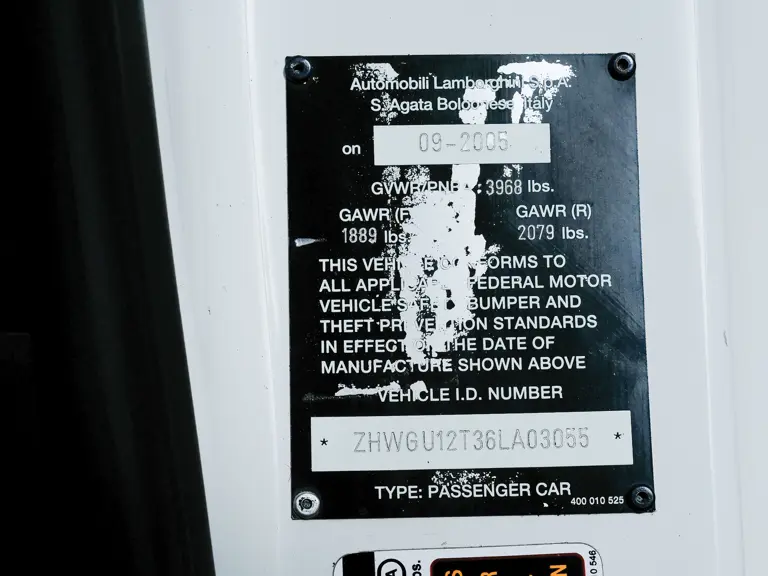 Automobili Lamborghini S.p.A.
S. Agata Bolognese Italy
on 09-2005
GVWR/PNBV: 3968 lbs.
GAWR (F) GAWR (R)
1889 lbs 2079 lbs.
THIS VEHICLE CONFORMS TO
ALL APPLICABLE FEDERAL MOTOR
VEHICLE SAFETY BUMPER AND
THEFT PREVENTION STANDARDS
IN EFFECT ON THE DATE OF
MANUFACTURE SHOWN ABOVE
VEHICLE I.D. NUMBER
* ZHWGU12T36LA03055 *
TYPE: PASSENGER CAR
400 010 525